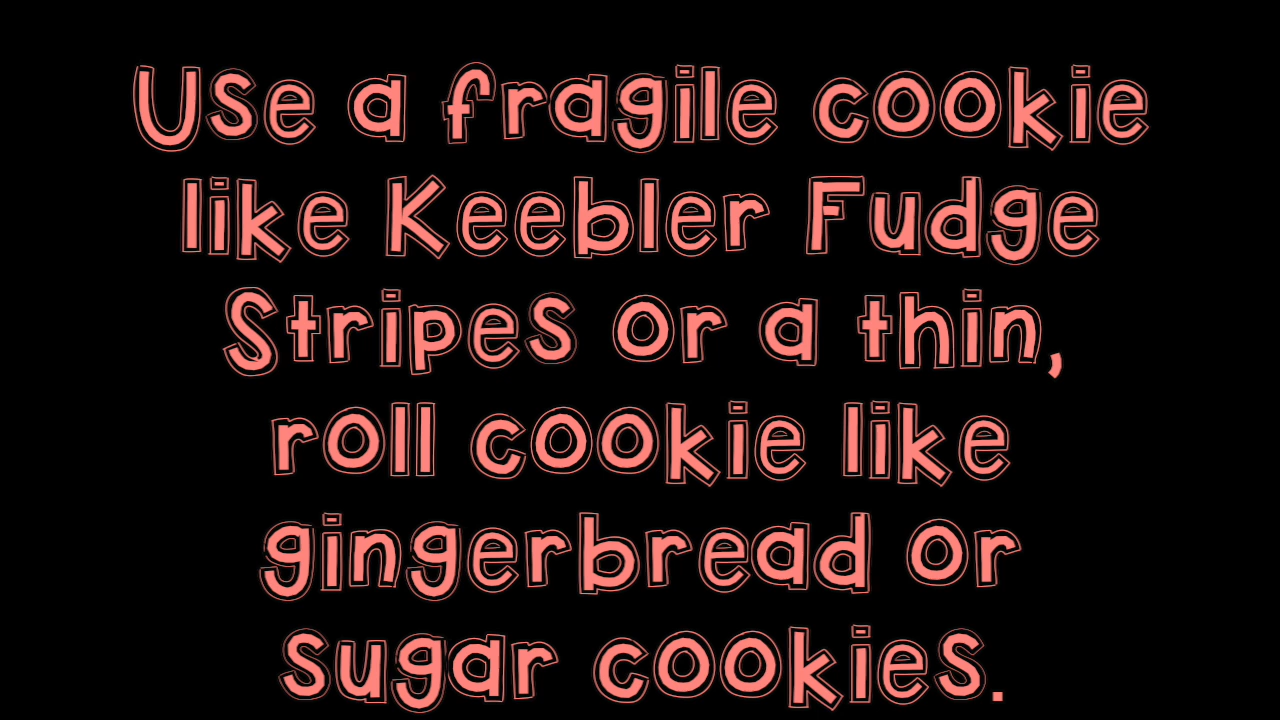 Use a fragile cookie
like Keebler Fudge
Stripes or a thin,
roll cookie like
gingerbread or
sugar cookies.